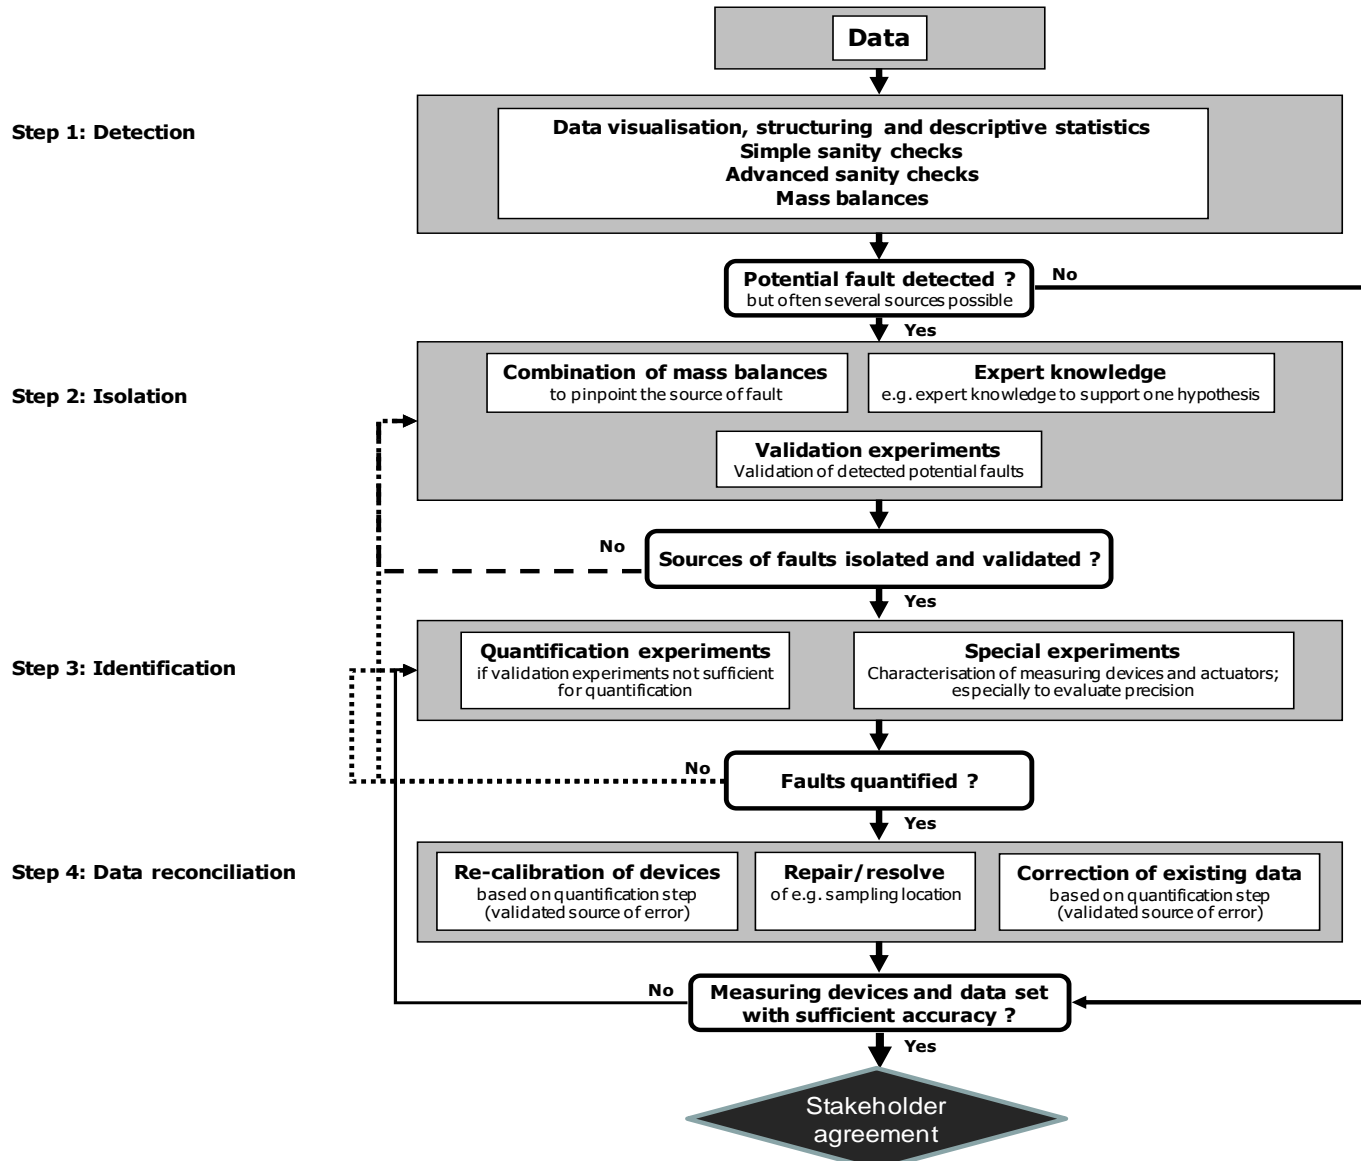 Data
Step 1: Detection
Data visualisation, structuring and descriptive statistics
Simple sanity checks
Advanced sanity checks
Mass balances
Potential fault detected ?
but often several sources possible
No
Yes
Step 2: Isolation
Combination of mass balances
to pinpoint the source of fault
Expert knowledge
e.g. expert knowledge to support one hypothesis
Validation experiments
Validation of detected potential faults
No
Sources of faults isolated and validated ?
Yes
Step 3: Identification
Quantification experiments
if validation experiments not sufficient
for quantification
Special experiments
Characterisation of measuring devices and actuators;
especially to evaluate precision
No
Faults quantified ?
Yes
Step 4: Data reconciliation
Re-calibration of devices
based on quantification step
(validated source of error)
Repair/resolve
of e.g. sampling location
Correction of existing data
based on quantification step
(validated source of error)
No
Measuring devices and data set
with sufficient accuracy ?
Yes
Stakeholder
agreement